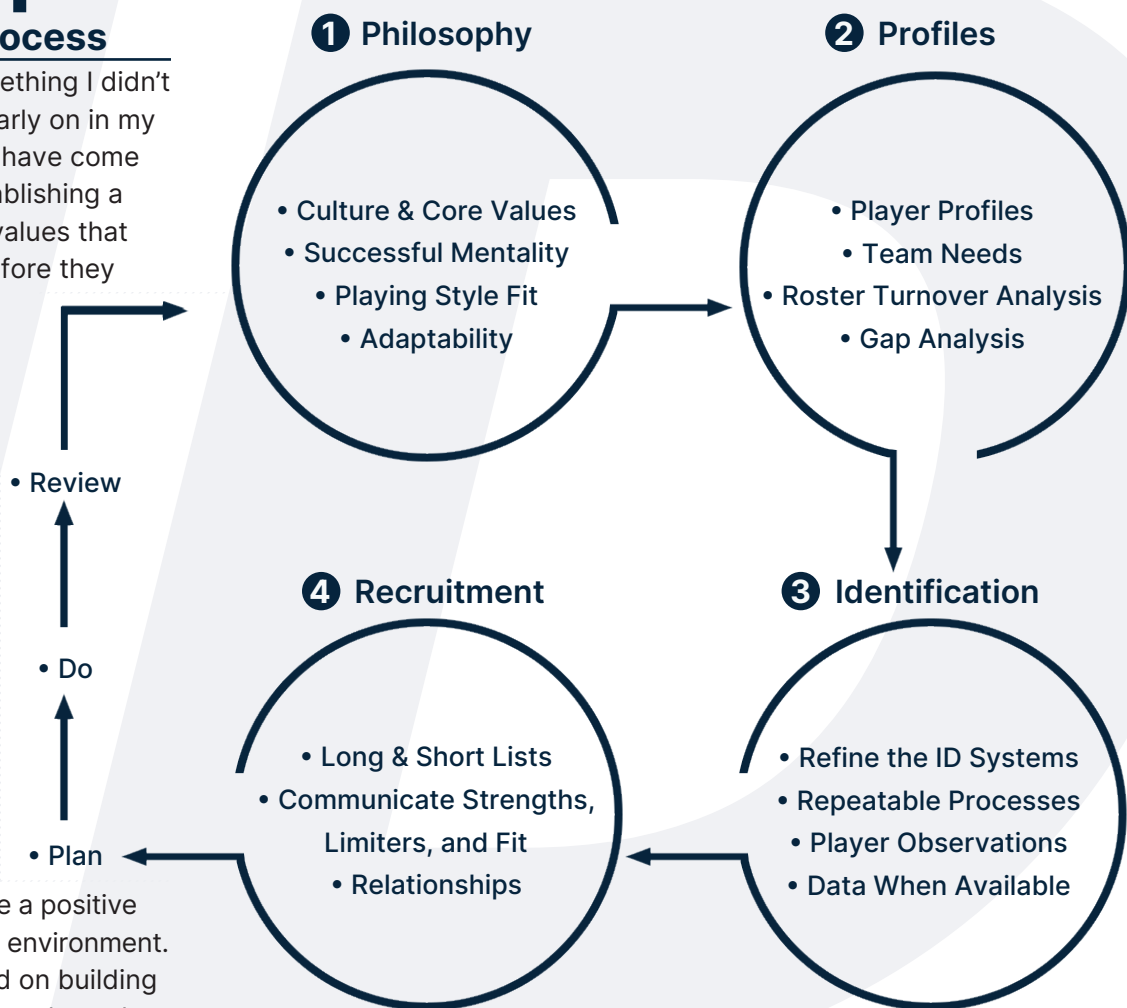 ocess
ething I didn't
arly on in my
have come
ablishing a
values that
fore they
1 Philosophy
• Culture & Core Values
• Successful Mentality
• Playing Style Fit
• Adaptability
2 Profiles
• Player Profiles
• Team Needs
• Roster Turnover Analysis
• Gap Analysis
3 Identification
• Refine the ID Systems
• Repeatable Processes
• Player Observations
• Data When Available
4 Recruitment
• Long & Short Lists
• Communicate Strengths,
Limiters, and Fit
• Relationships
• Plan
• Do
• Review
e a positive
environment.
d on building